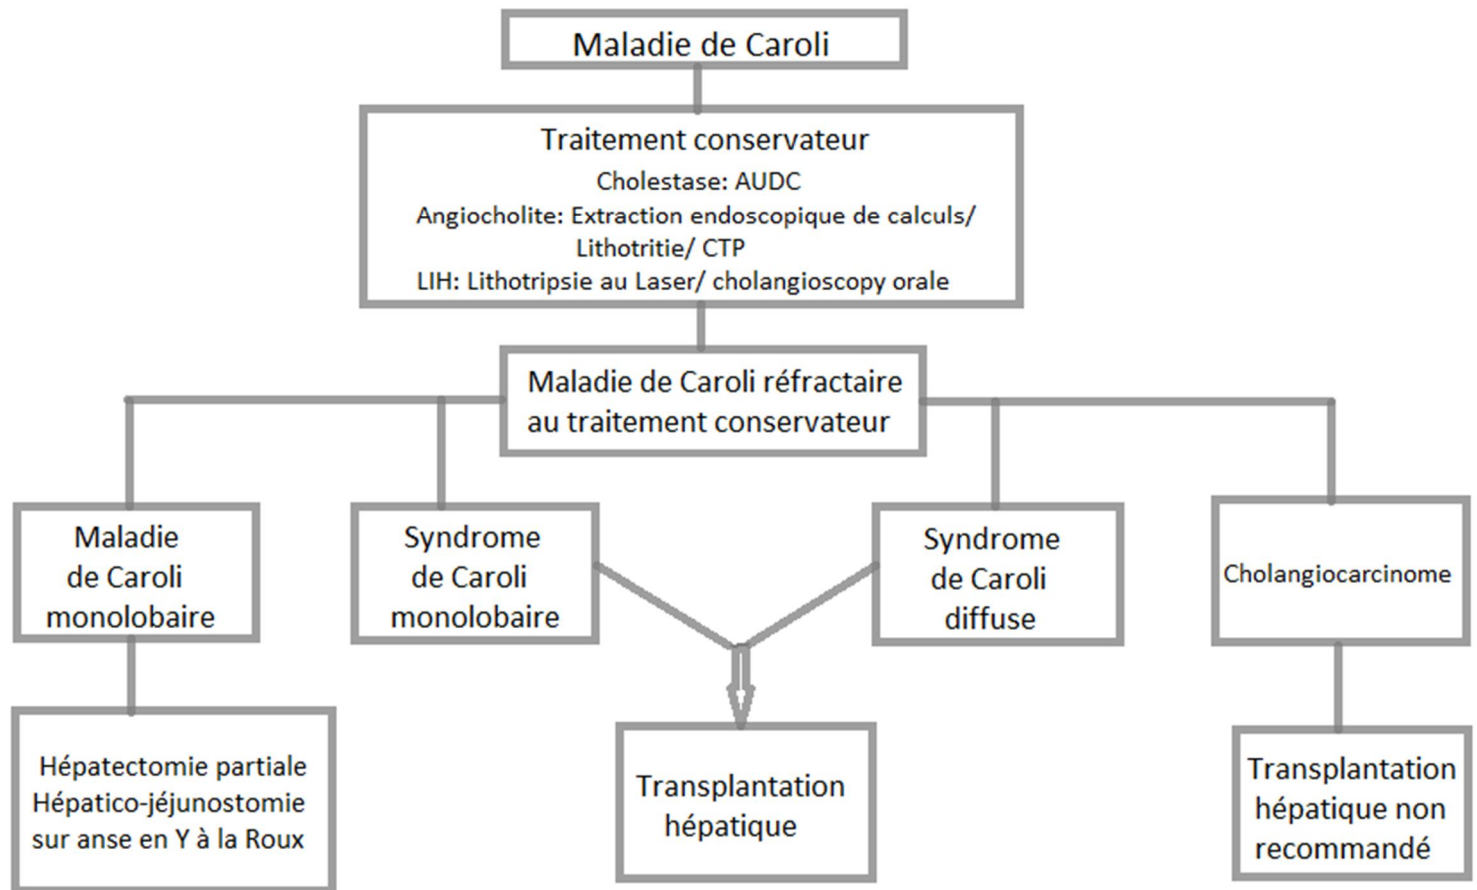 Maladie de Caroli
Traitement conservateur
Cholestase: AUDC
Angiocholite: Extraction endoscopique de calculs/
Lithotritie/ CTP
LIH: Lithotripsie au Laser/ cholangioscopy orale
Maladie de Caroli réfractaire
au traitement conservateur
Maladie
de Caroli
monolobaire
Syndrome
de Caroli
monolobaire
Syndrome
de Caroli
diffuse
Cholangiocarcinome
Hépatectomie partiale
Hépatico-jéjunostomie
sur anse en Y à la Roux
Transplantation
hépatique
Transplantation
hépatique non
recommandé